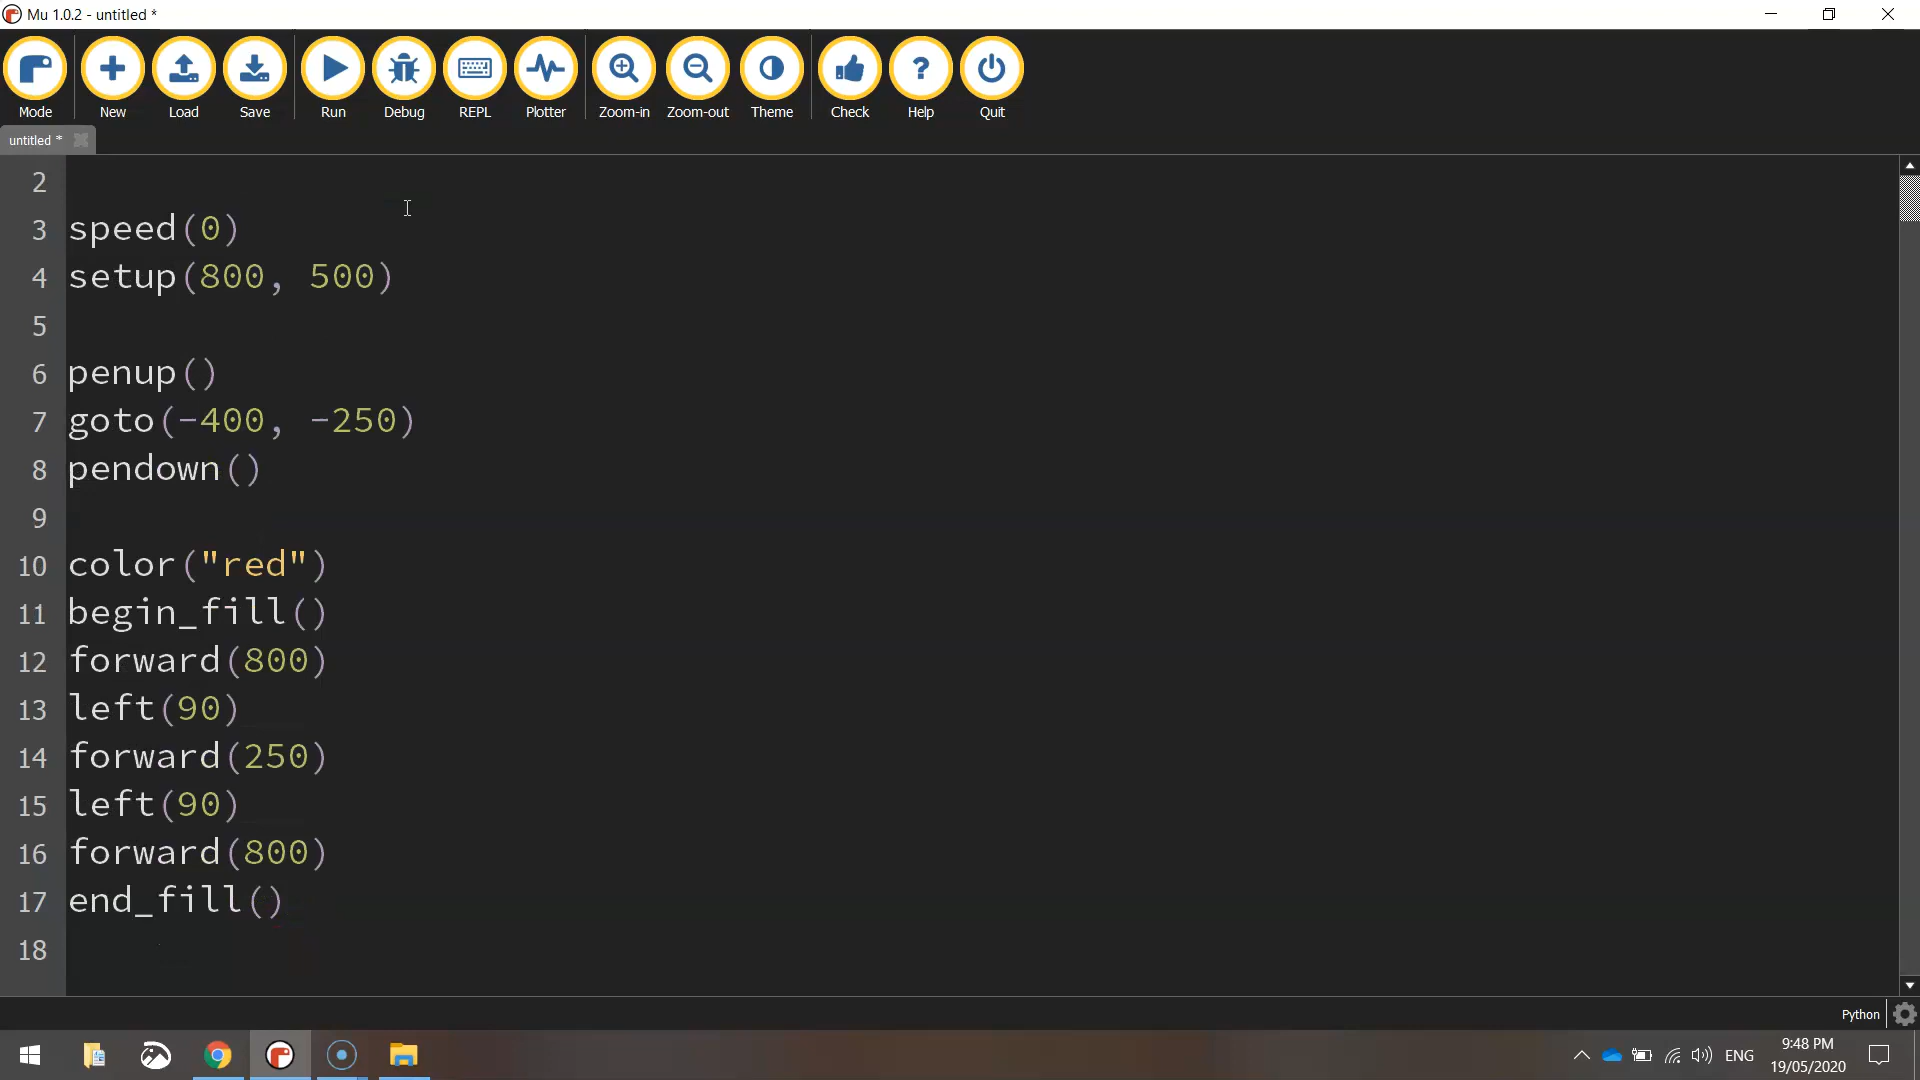 Mu 1.0.2 - untitled *
Mode New Load Save Run Debug REPL Plotter Zoom-in Zoom-out Theme Check Help Quit
untitled *
2
3 speed(0)
4 setup(800, 500)
5
6 penup()
7 goto(-400, -250)
8 pendown()
9
10 color("red")
11 begin_fill()
12 forward(800)
13 left(90)
14 forward(250)
15 left(90)
16 forward(800)
17 end_fill()
18
Python
ENG
9:48 PM
19/05/2020